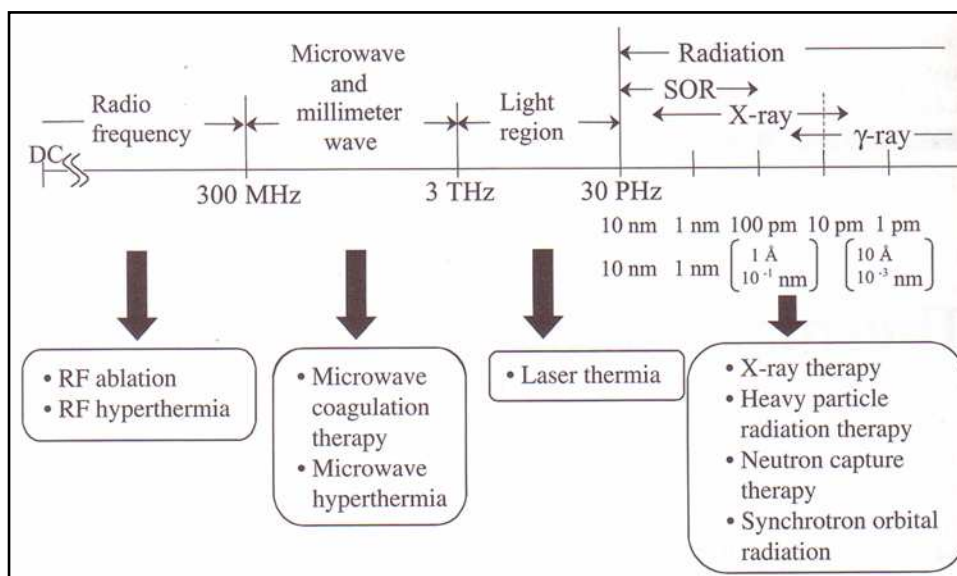 Radio
frequency
Microwave
and
millimeter
wave
Light
region
Radiation
SOR
X-ray
γ-ray
DC
300 MHz
3 THz
30 PHz
10 nm 1 nm 100 pm 10 pm 1 pm
10 nm 1 nm
1 Å
10⁻¹ nm
10 Å
10⁻³ nm
• RF ablation
• RF hyperthermia
• Microwave
coagulation
therapy
• Microwave
hyperthermia
• Laser thermia
• X-ray therapy
• Heavy particle
radiation therapy
• Neutron capture
therapy
• Synchrotron orbital
radiation